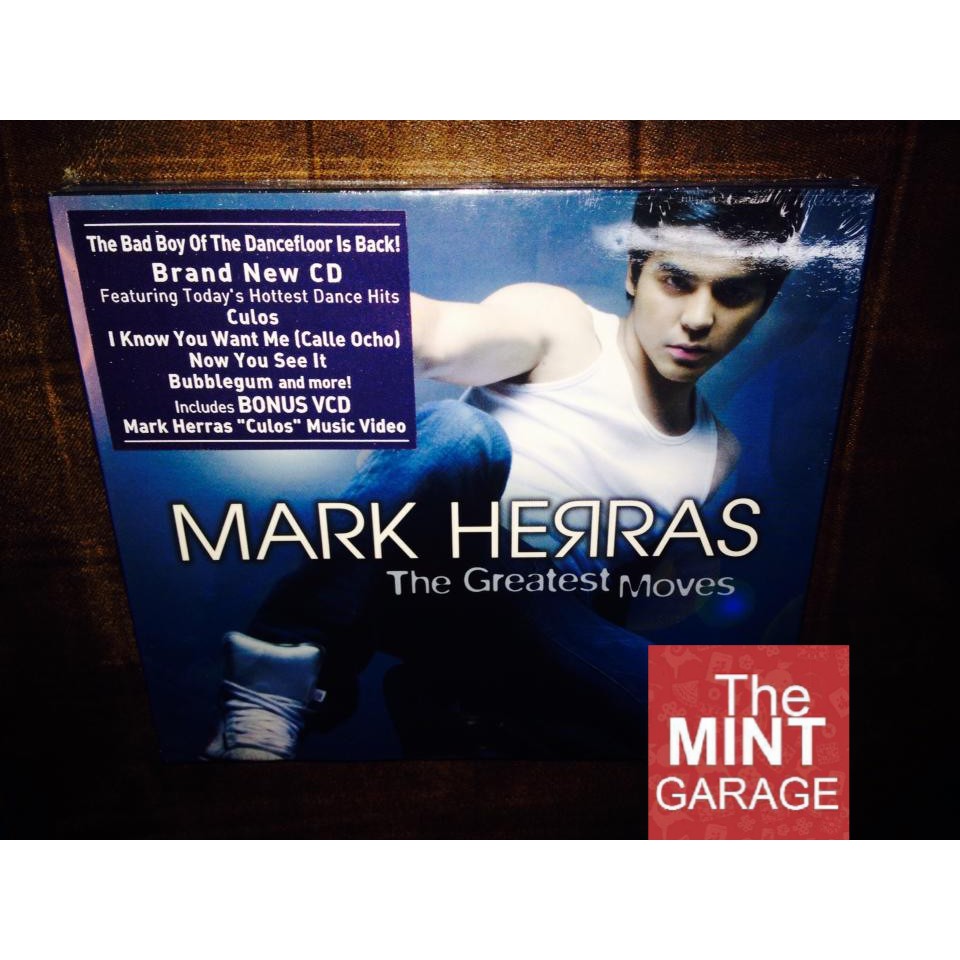 The Bad Boy Of The Dancefloor Is Back!
Brand New CD
Featuring Today's Hottest Dance Hits
Culos
I Know You Want Me (Calle Ocho)
Now You See It
Bubblegum and more!
Includes BONUS VCD
Mark Herras "Culos" Music Video
MARK HERRAS
The Greatest Moves
The
MINT
GARAGE